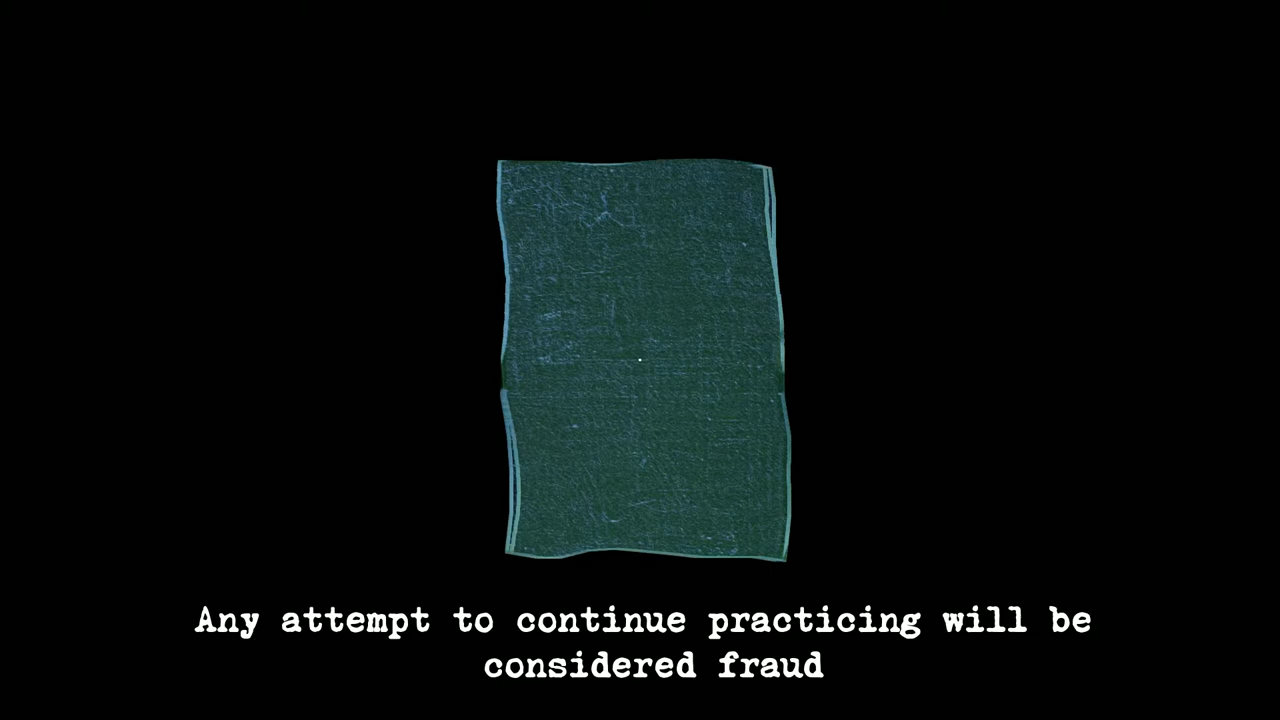 Any attempt to continue practicing will be
considered fraud